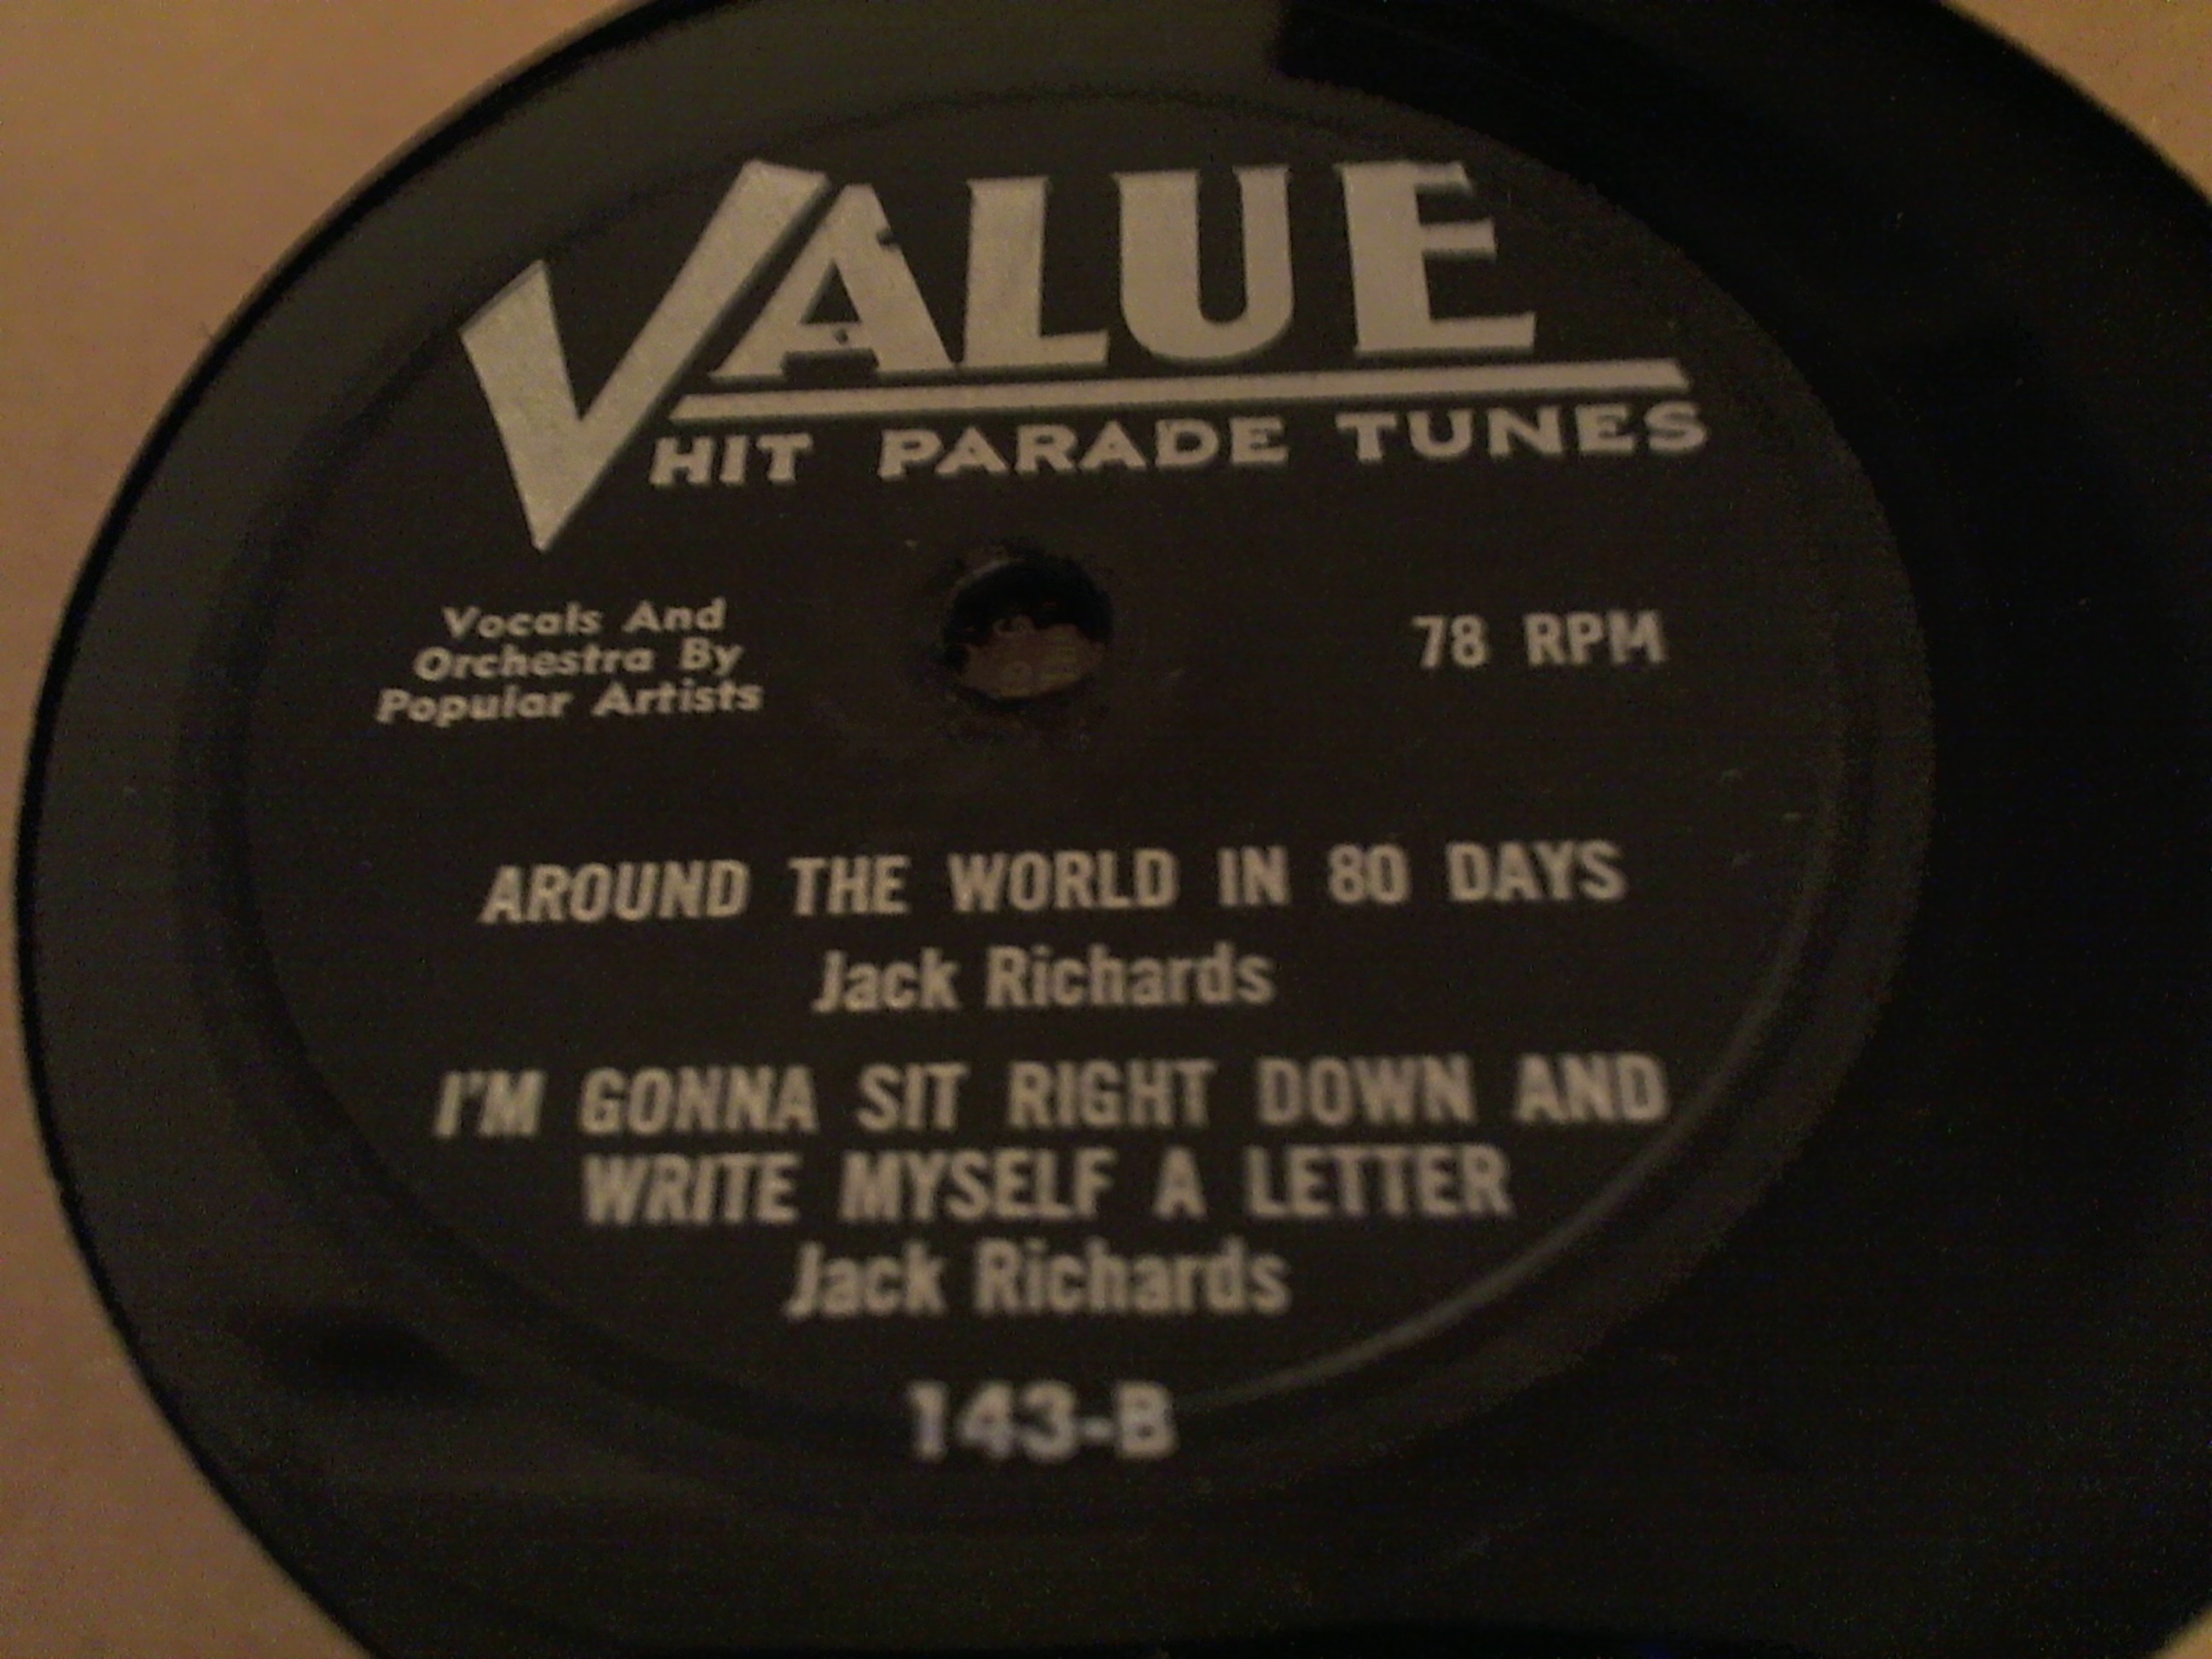 VALUE
HIT PARADE TUNES
Vocals And
Orchestra By
Popular Artists
78 RPM
AROUND THE WORLD IN 80 DAYS
Jack Richards
I'M GONNA SIT RIGHT DOWN AND
WRITE MYSELF A LETTER
Jack Richards
143-B